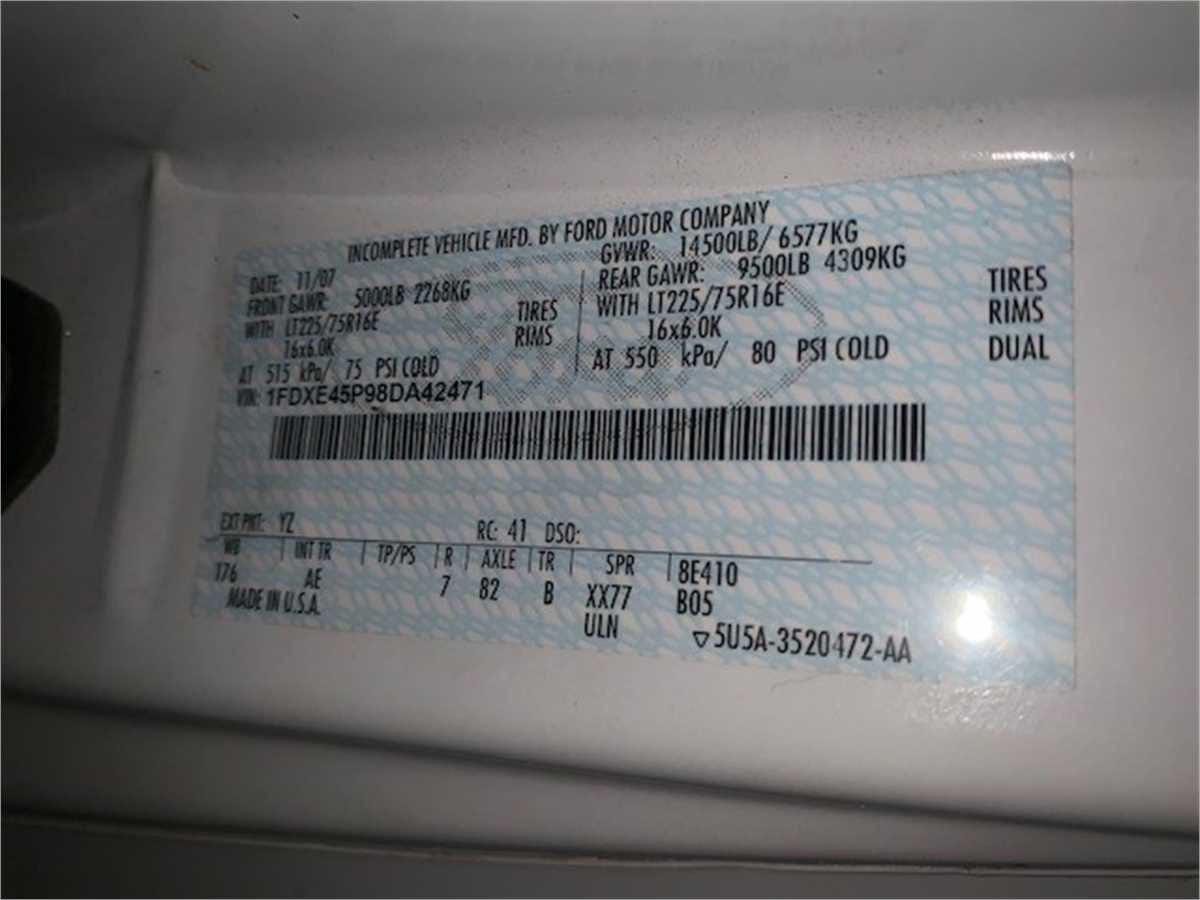 INCOMPLETE VEHICLE MFD. BY FORD MOTOR COMPANY
DATE: 11/07 GVWR: 14500LB/ 6577KG
FRONT GAWR: 5000LB 2268KG REAR GAWR: 9500LB 4309KG
WITH LT225/75R16E TIRES WITH LT225/75R16E TIRES
16x6.0K RIMS 16x6.0K RIMS
AT 515 kPa/ 75 PSI COLD AT 550 kPa/ 80 PSI COLD DUAL
VIN: 1FDXE45P98DA42471
EXT PNT: YZ RC: 41 DSO:
WB INT TR TP/PS R AXLE TR SPR 8E410
176 AE 7 82 B XX77 B05
MADE IN U.S.A. ULN ▽5U5A-3520472-AA